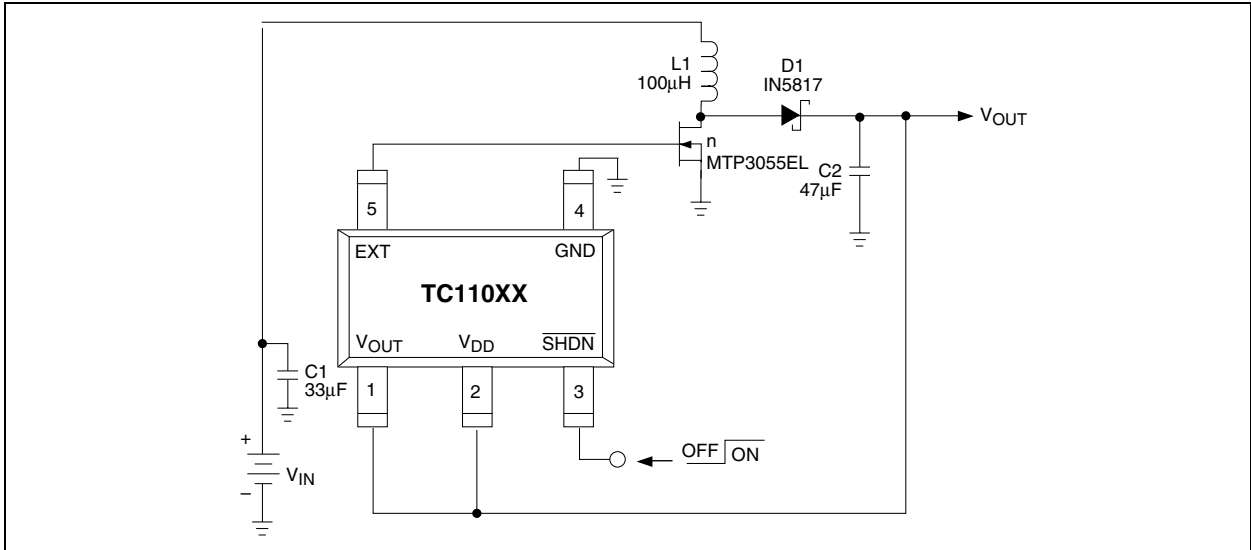 L1
100μH
D1
IN5817
VOUT
n
MTP3055EL
C2
47μF
5
4
EXT
GND
TC110XX
VOUT
VDD
SHDN
C1
33μF
1
2
3
+
VIN
–
OFF ON